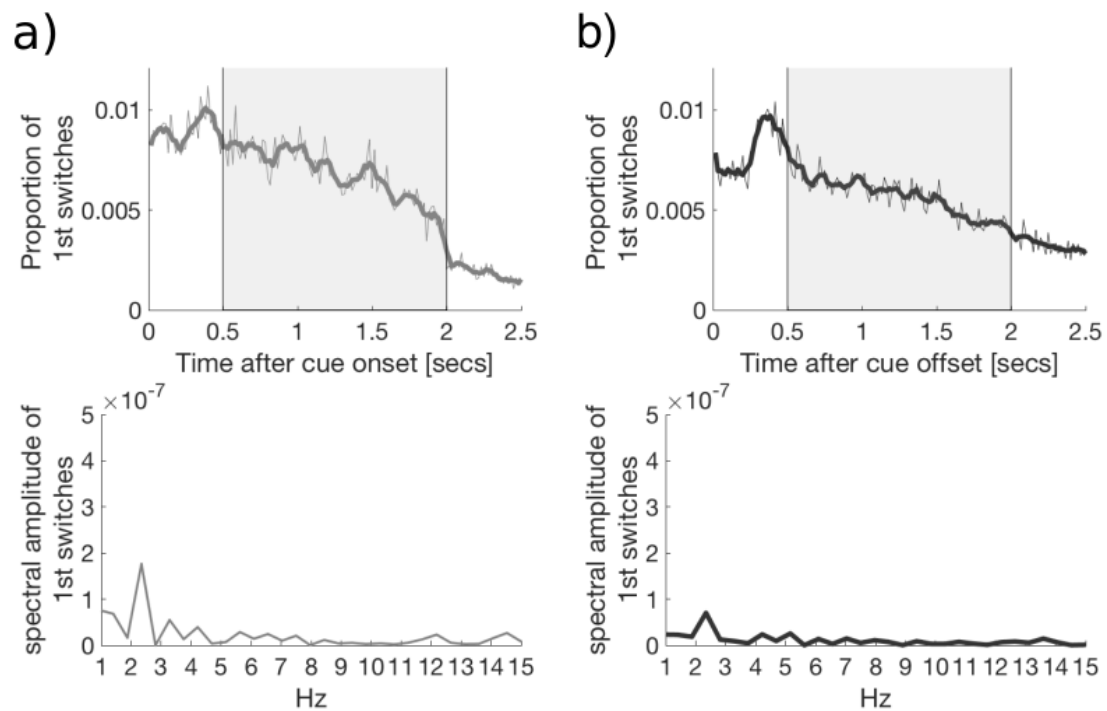 a)
Proportion of
1st switches
0.01
0.005
0
0 0.5 1 1.5 2 2.5
Time after cue onset [secs]
b)
Proportion of
1st switches
0.01
0.005
0
0 0.5 1 1.5 2 2.5
Time after cue offset [secs]
×10⁻⁷
spectral amplitude of
1st switches
5
4
3
2
1
0
1 2 3 4 5 6 7 8 9 10 11 12 13 14 15
Hz
×10⁻⁷
spectral amplitude of
1st switches
5
4
3
2
1
0
1 2 3 4 5 6 7 8 9 10 11 12 13 14 15
Hz